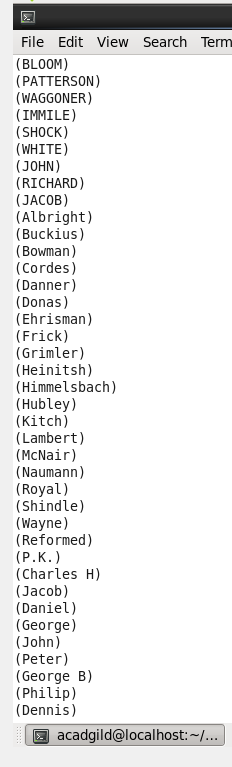 File Edit View Search Term
(BLOOM)
(PATTERSON)
(WAGGONER)
(IMMILE)
(SHOCK)
(WHITE)
(JOHN)
(RICHARD)
(JACOB)
(Albright)
(Buckius)
(Bowman)
(Cordes)
(Danner)
(Donas)
(Ehrisman)
(Frick)
(Grimler)
(Heinitsh)
(Himmelsbach)
(Hubley)
(Kitch)
(Lambert)
(McNair)
(Naumann)
(Royal)
(Shindle)
(Wayne)
(Reformed)
(P.K.)
(Charles H)
(Jacob)
(Daniel)
(George)
(John)
(Peter)
(George B)
(Philip)
(Dennis)
acadgild@localhost:~/...